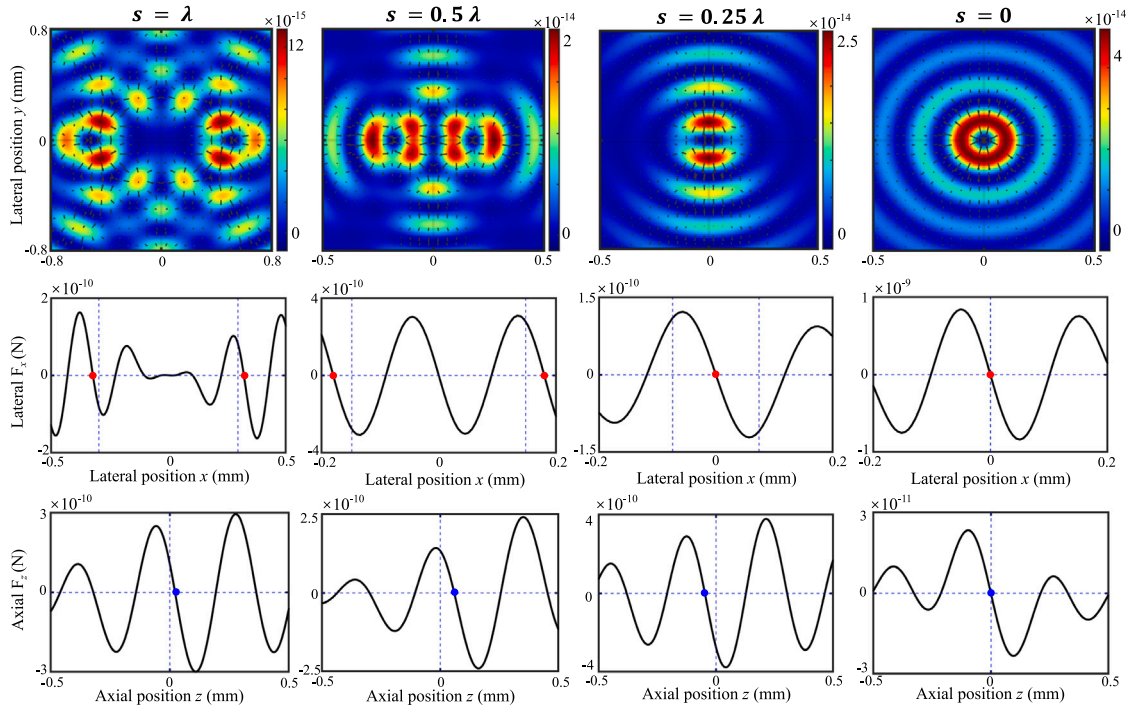 s = λ
s = 0.5 λ
s = 0.25 λ
s = 0
×10⁻¹⁵
×10⁻¹⁴
×10⁻¹⁴
×10⁻¹⁴
Lateral position y (mm)
0.8
0
-0.8
12
0
2
0
2.5
0
4
2
0
-0.8 -0.4 0 0.4 0.8
-0.5 0 0.5
-0.5 0 0.5
-0.5 0 0.5
×10⁻¹⁰
×10⁻¹⁰
×10⁻¹⁰
×10⁻⁹
Lateral Fₓ (N)
2
0
-2
4
0
-4
1.5
0
-1.5
1
0
-1
-0.5 0 0.5
-0.2 0 0.2
-0.2 0 0.2
-0.2 0 0.2
Lateral position x (mm)
Lateral position x (mm)
Lateral position x (mm)
Lateral position x (mm)
×10⁻¹⁰
×10⁻¹⁰
×10⁻¹⁰
×10⁻¹¹
Axial F_z (N)
3
0
-3
2.5
0
-2.5
4
0
-4
3
0
-3
-0.5 0 0.5
-0.5 0 0.5
-0.5 0 0.5
-0.5 0 0.5
Axial position z (mm)
Axial position z (mm)
Axial position z (mm)
Axial position z (mm)